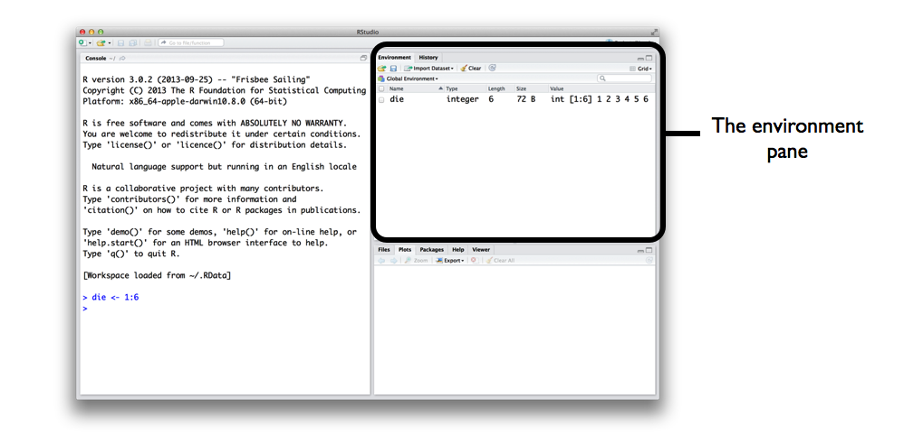 RStudio
Go to file/function
Console ~/
R version 3.0.2 (2013-09-25) -- "Frisbee Sailing"
Copyright (C) 2013 The R Foundation for Statistical Computing
Platform: x86_64-apple-darwin10.8.0 (64-bit)
R is free software and comes with ABSOLUTELY NO WARRANTY.
You are welcome to redistribute it under certain conditions.
Type 'license()' or 'licence()' for distribution details.
Natural language support but running in an English locale
R is a collaborative project with many contributors.
Type 'contributors()' for more information and
'citation()' on how to cite R or R packages in publications.
Type 'demo()' for some demos, 'help()' for on-line help, or
'help.start()' for an HTML browser interface to help.
Type 'q()' to quit R.
[Workspace loaded from ~/.RData]
> die <- 1:6
>
Environment History
Import Dataset Clear Grid
Global Environment
Name Type Length Size Value
die integer 6 72 B int [1:6] 1 2 3 4 5 6
Files Plots Packages Help Viewer
Zoom Export Clear All
The environment
pane